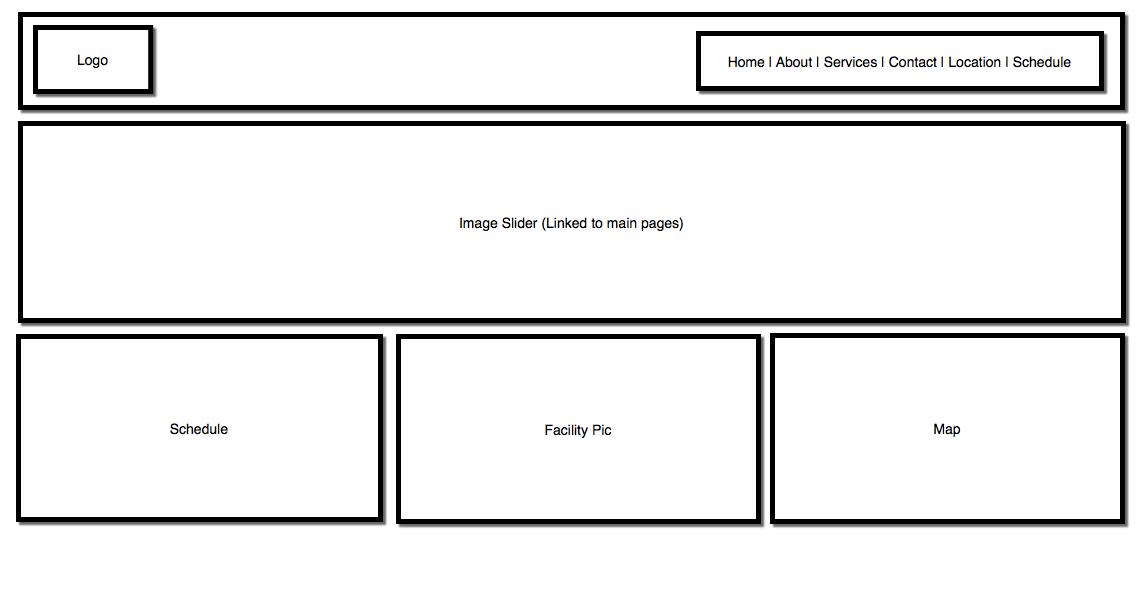 Logo
Home | About | Services | Contact | Location | Schedule
Image Slider (Linked to main pages)
Schedule
Facility Pic
Map